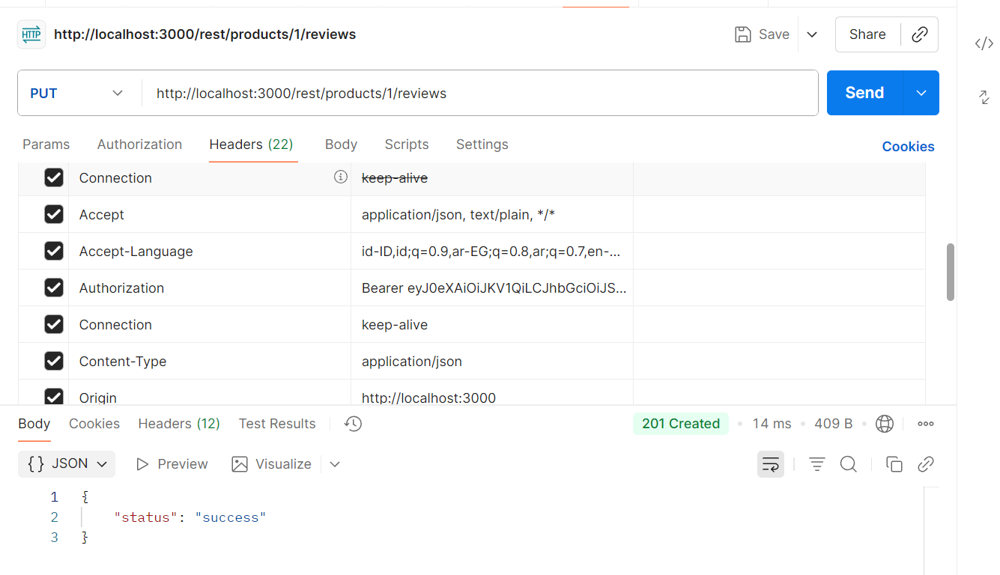 HTTP http://localhost:3000/rest/products/1/reviews Save Share
PUT http://localhost:3000/rest/products/1/reviews Send
Params Authorization Headers (22) Body Scripts Settings Cookies
Connection keep-alive
Accept application/json, text/plain, */*
Accept-Language id-ID,id;q=0.9,ar-EG;q=0.8,ar;q=0.7,en-...
Authorization Bearer eyJ0eXAiOiJKV1QiLCJhbGciOiJS...
Connection keep-alive
Content-Type application/json
Origin http://localhost:3000
Body Cookies Headers (12) Test Results 201 Created • 14 ms • 409 B •
{} JSON Preview Visualize
1 {
2 "status": "success"
3 }